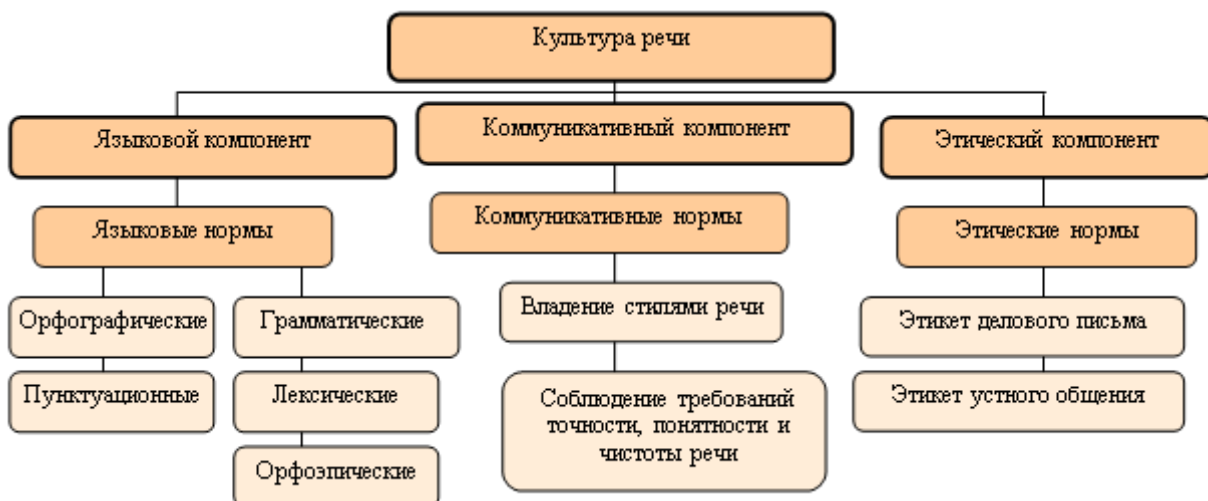 Культура речи
Языковой компонент
Коммуникативный компонент
Этический компонент
Языковые нормы
Коммуникативные нормы
Этические нормы
Орфографические
Грамматические
Владение стилями речи
Этикет делового письма
Пунктуационные
Лексические
Соблюдение требований
точности, понятности и
чистоты речи
Этикет устного общения
Орфоэпические